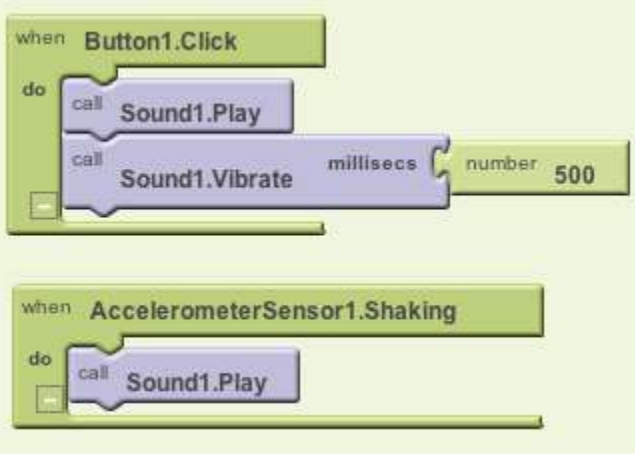 when Button1.Click
do
call Sound1.Play
call Sound1.Vibrate millisecs number 500
when AccelerometerSensor1.Shaking
do
call Sound1.Play